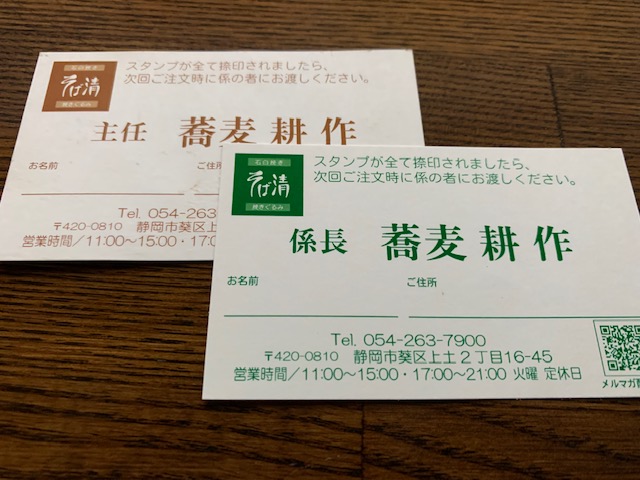 石臼挽き
そば清
焼きくるみ
スタンプが全て捺印されましたら、
次回ご注文時に係の者にお渡しください。
主任 蕎麦耕作
お名前
ご住所
Tel. 054-263
〒420-0810 静岡市葵区上
営業時間／11:00～15:00・17:0
そば清
焼きくるみ
スタンプが全て捺印されましたら、
次回ご注文時に係の者にお渡しください。
係長 蕎麦耕作
お名前
ご住所
Tel. 054-263-7900
〒420-0810 静岡市葵区上土２丁目16-45
営業時間／11:00～15:00・17:00～21:00 火曜 定休日
メルマガ